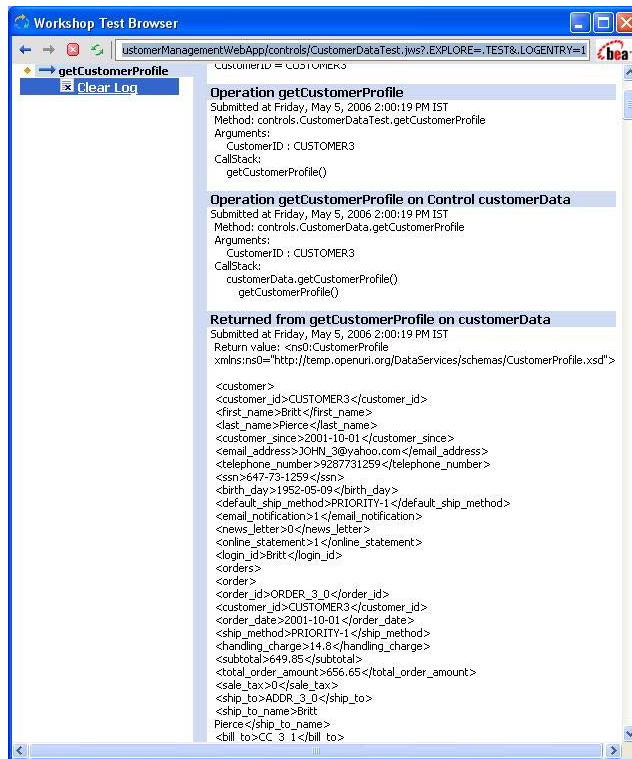 Workshop Test Browser
ustomerManagementWebApp/controls/CustomerDataTest.jws?.EXPLORE=.TEST&.LOGENTRY=1
bea
getCustomerProfile
Clear Log
CustomerID = CUSTOMER3
Operation getCustomerProfile
Submitted at Friday, May 5, 2006 2:00:19 PM IST
Method: controls.CustomerDataTest.getCustomerProfile
Arguments:
CustomerID : CUSTOMER3
CallStack:
getCustomerProfile()
Operation getCustomerProfile on Control customerData
Submitted at Friday, May 5, 2006 2:00:19 PM IST
Method: controls.CustomerData.getCustomerProfile
Arguments:
CustomerID : CUSTOMER3
CallStack:
customerData.getCustomerProfile()
getCustomerProfile()
Returned from getCustomerProfile on customerData
Submitted at Friday, May 5, 2006 2:00:19 PM IST
Return value: <ns0:CustomerProfile
xmlns:ns0="http://temp.openuri.org/DataServices/schemas/CustomerProfile.xsd">
<customer>
<customer_id>CUSTOMER3</customer_id>
<first_name>Britt</first_name>
<last_name>Pierce</last_name>
<customer_since>2001-10-01</customer_since>
<email_address>JOHN_3@yahoo.com</email_address>
<telephone_number>9287731259</telephone_number>
<ssn>647-73-1259</ssn>
<birth_day>1952-05-09</birth_day>
<default_ship_method>PRIORITY-1</default_ship_method>
<email_notification>1</email_notification>
<news_letter>0</news_letter>
<online_statement>1</online_statement>
<login_id>Britt</login_id>
<orders>
<order>
<order_id>ORDER_3_0</order_id>
<customer_id>CUSTOMER3</customer_id>
<order_date>2001-10-01</order_date>
<ship_method>PRIORITY-1</ship_method>
<handling_charge>14.8</handling_charge>
<subtotal>649.85</subtotal>
<total_order_amount>656.65</total_order_amount>
<sale_tax>0</sale_tax>
<ship_to>ADDR_3_0</ship_to>
<ship_to_name>Britt
Pierce</ship_to_name>
<bill_to>CC_3_1</bill_to>